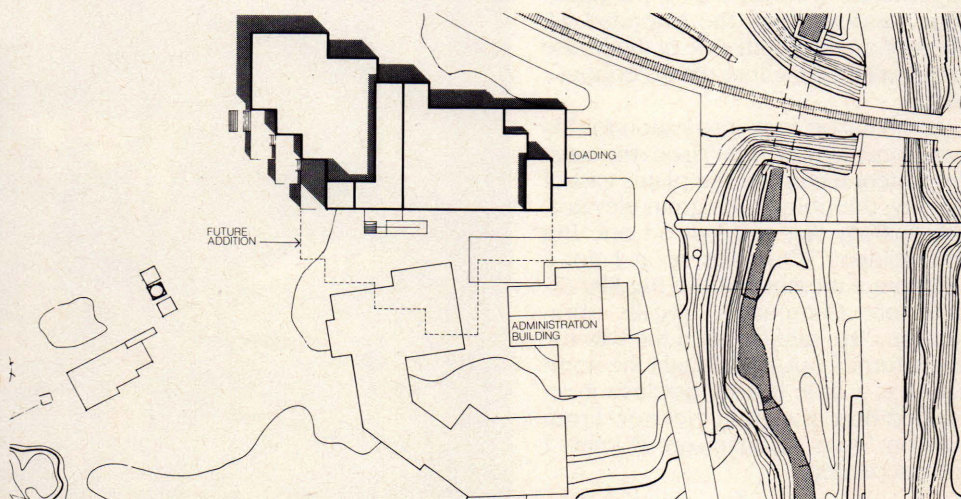 LOADING
FUTURE
ADDITION
ADMINISTRATION
BUILDING